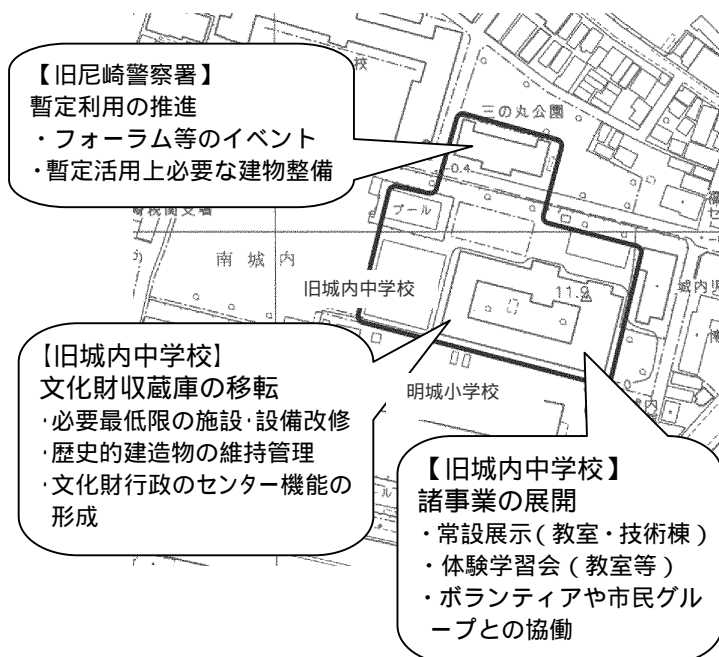 【旧尼崎警察署】
暫定利用の推進
・フォーラム等のイベント
・暫定活用上必要な建物整備
校
三の丸公園
0.4
プール
南城内
旧城内中学校
11.9
【旧城内中学校】
文化財収蔵庫の移転
・必要最低限の施設・設備改修
・歴史的建造物の維持管理
・文化財行政のセンター機能の
形成
明城小学校
【旧城内中学校】
諸事業の展開
・常設展示（教室・技術棟）
・体験学習会（教室等）
・ボランティアや市民グル
ープとの協働